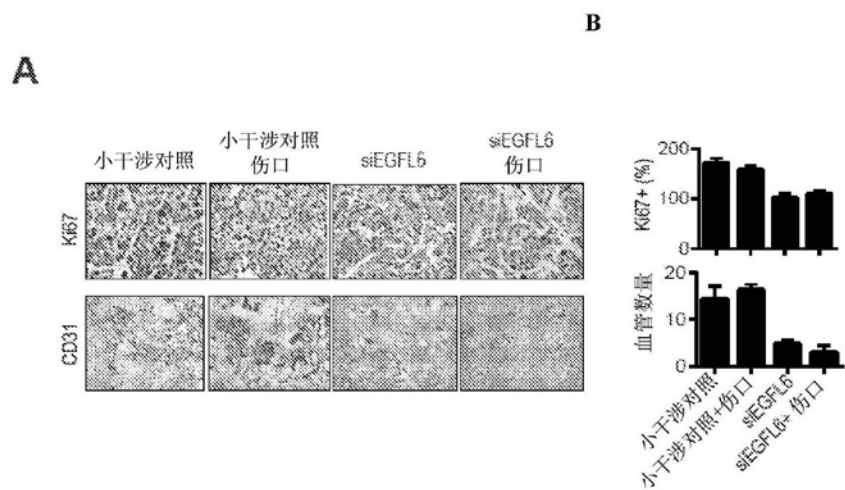 B
A
小干涉对照
小干涉对照
伤口
siEGFL6
siEGFL6
伤口
Ki67
CD31
Ki67+ (%)
200
100
0
血管数量
20
10
0
小干涉对照
小干涉对照+伤口
siEGFL6
siEGFL6+ 伤口